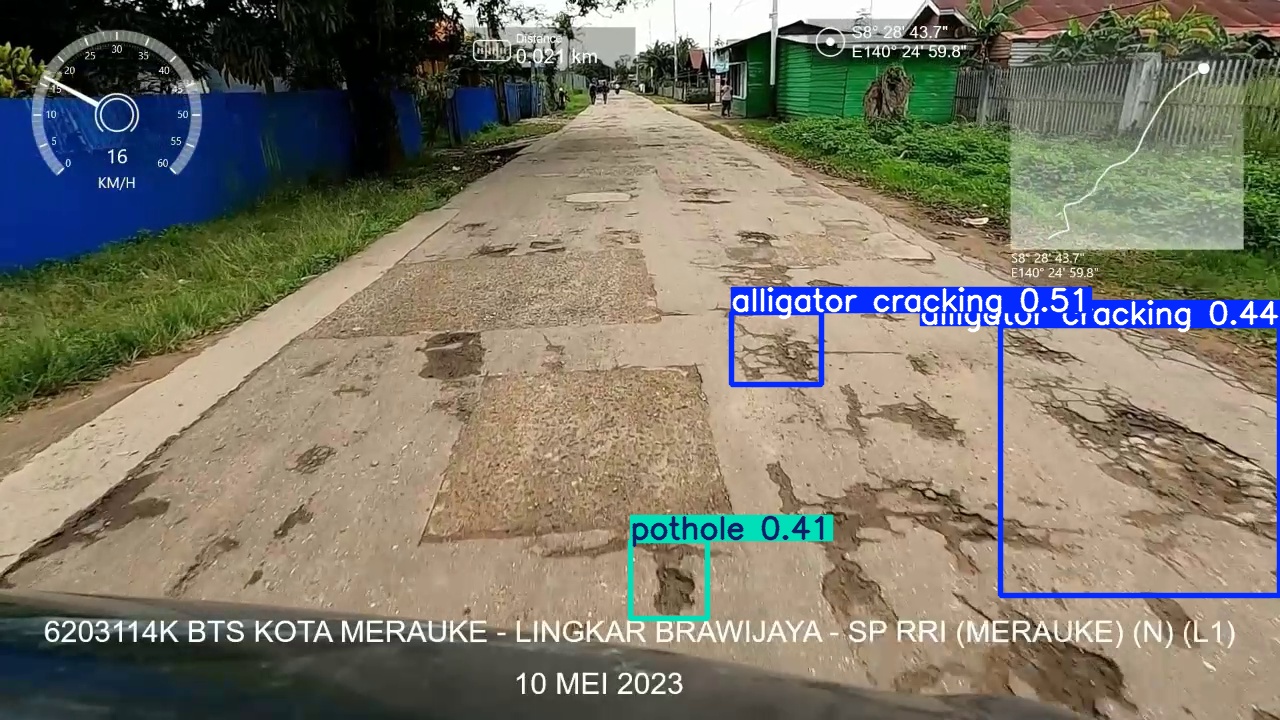 30
25
35
20
40
15
45
10
50
5
55
0
60
16
KM/H
Distance
0.021 km
S8° 28' 43.7"
E140° 24' 59.8"
S8° 28' 43.7"
E140° 24' 59.8"
alligator cracking 0.51
alligator cracking 0.44
pothole 0.41
6203114K BTS KOTA MERAUKE - LINGKAR BRAWIJAYA - SP RRI (MERAUKE) (N) (L1)
10 MEI 2023